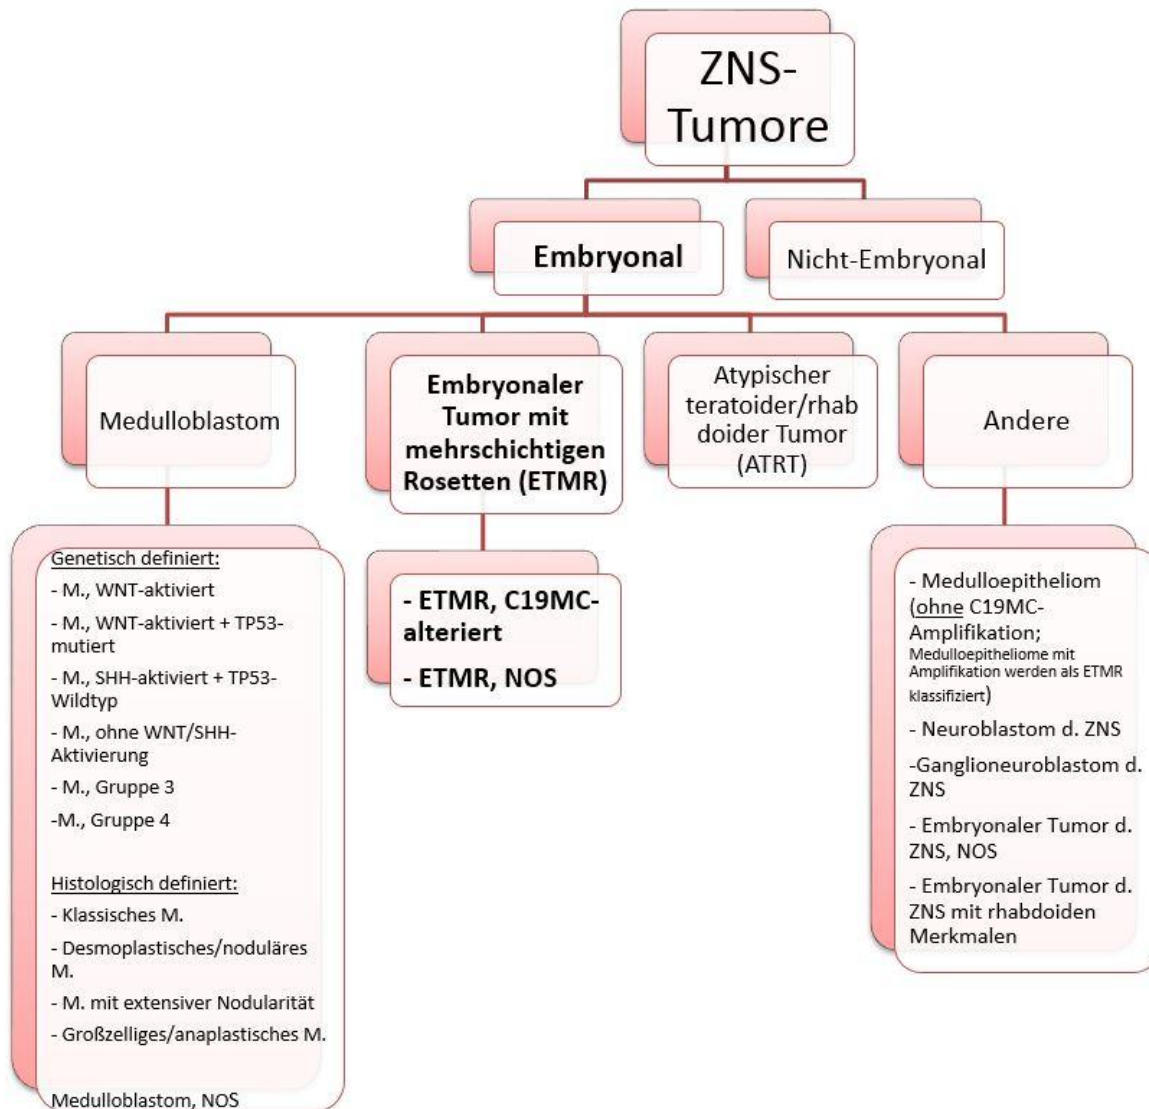 ZNS-
Tumore
Embryonal
Nicht-Embryonal
Medulloblastom
Embryonaler
Tumor mit
mehrschichtigen
Rosetten (ETMR)
Atypischer
teratoider/rhab
doider Tumor
(ATRT)
Andere
Genetisch definiert:
- M., WNT-aktiviert
- M., WNT-aktiviert + TP53-
mutiert
- M., SHH-aktiviert + TP53-
Wildtyp
- M., ohne WNT/SHH-
Aktivierung
- M., Gruppe 3
-M., Gruppe 4
Histologisch definiert:
- Klassisches M.
- Desmoplastisches/noduläres
M.
- M. mit extensiver Nodularität
- Großzelliges/anaplastisches M.
Medulloblastom, NOS
- ETMR, C19MC-
alteriert
- ETMR, NOS
- Medulloepitheliom
(ohne C19MC-
Amplifikation;
Medulloepitheliome mit
Amplifikation werden als ETMR
klassifiziert)
- Neuroblastom d. ZNS
-Ganglioneuroblastom d.
ZNS
- Embryonaler Tumor d.
ZNS, NOS
- Embryonaler Tumor d.
ZNS mit rhabdoiden
Merkmalen